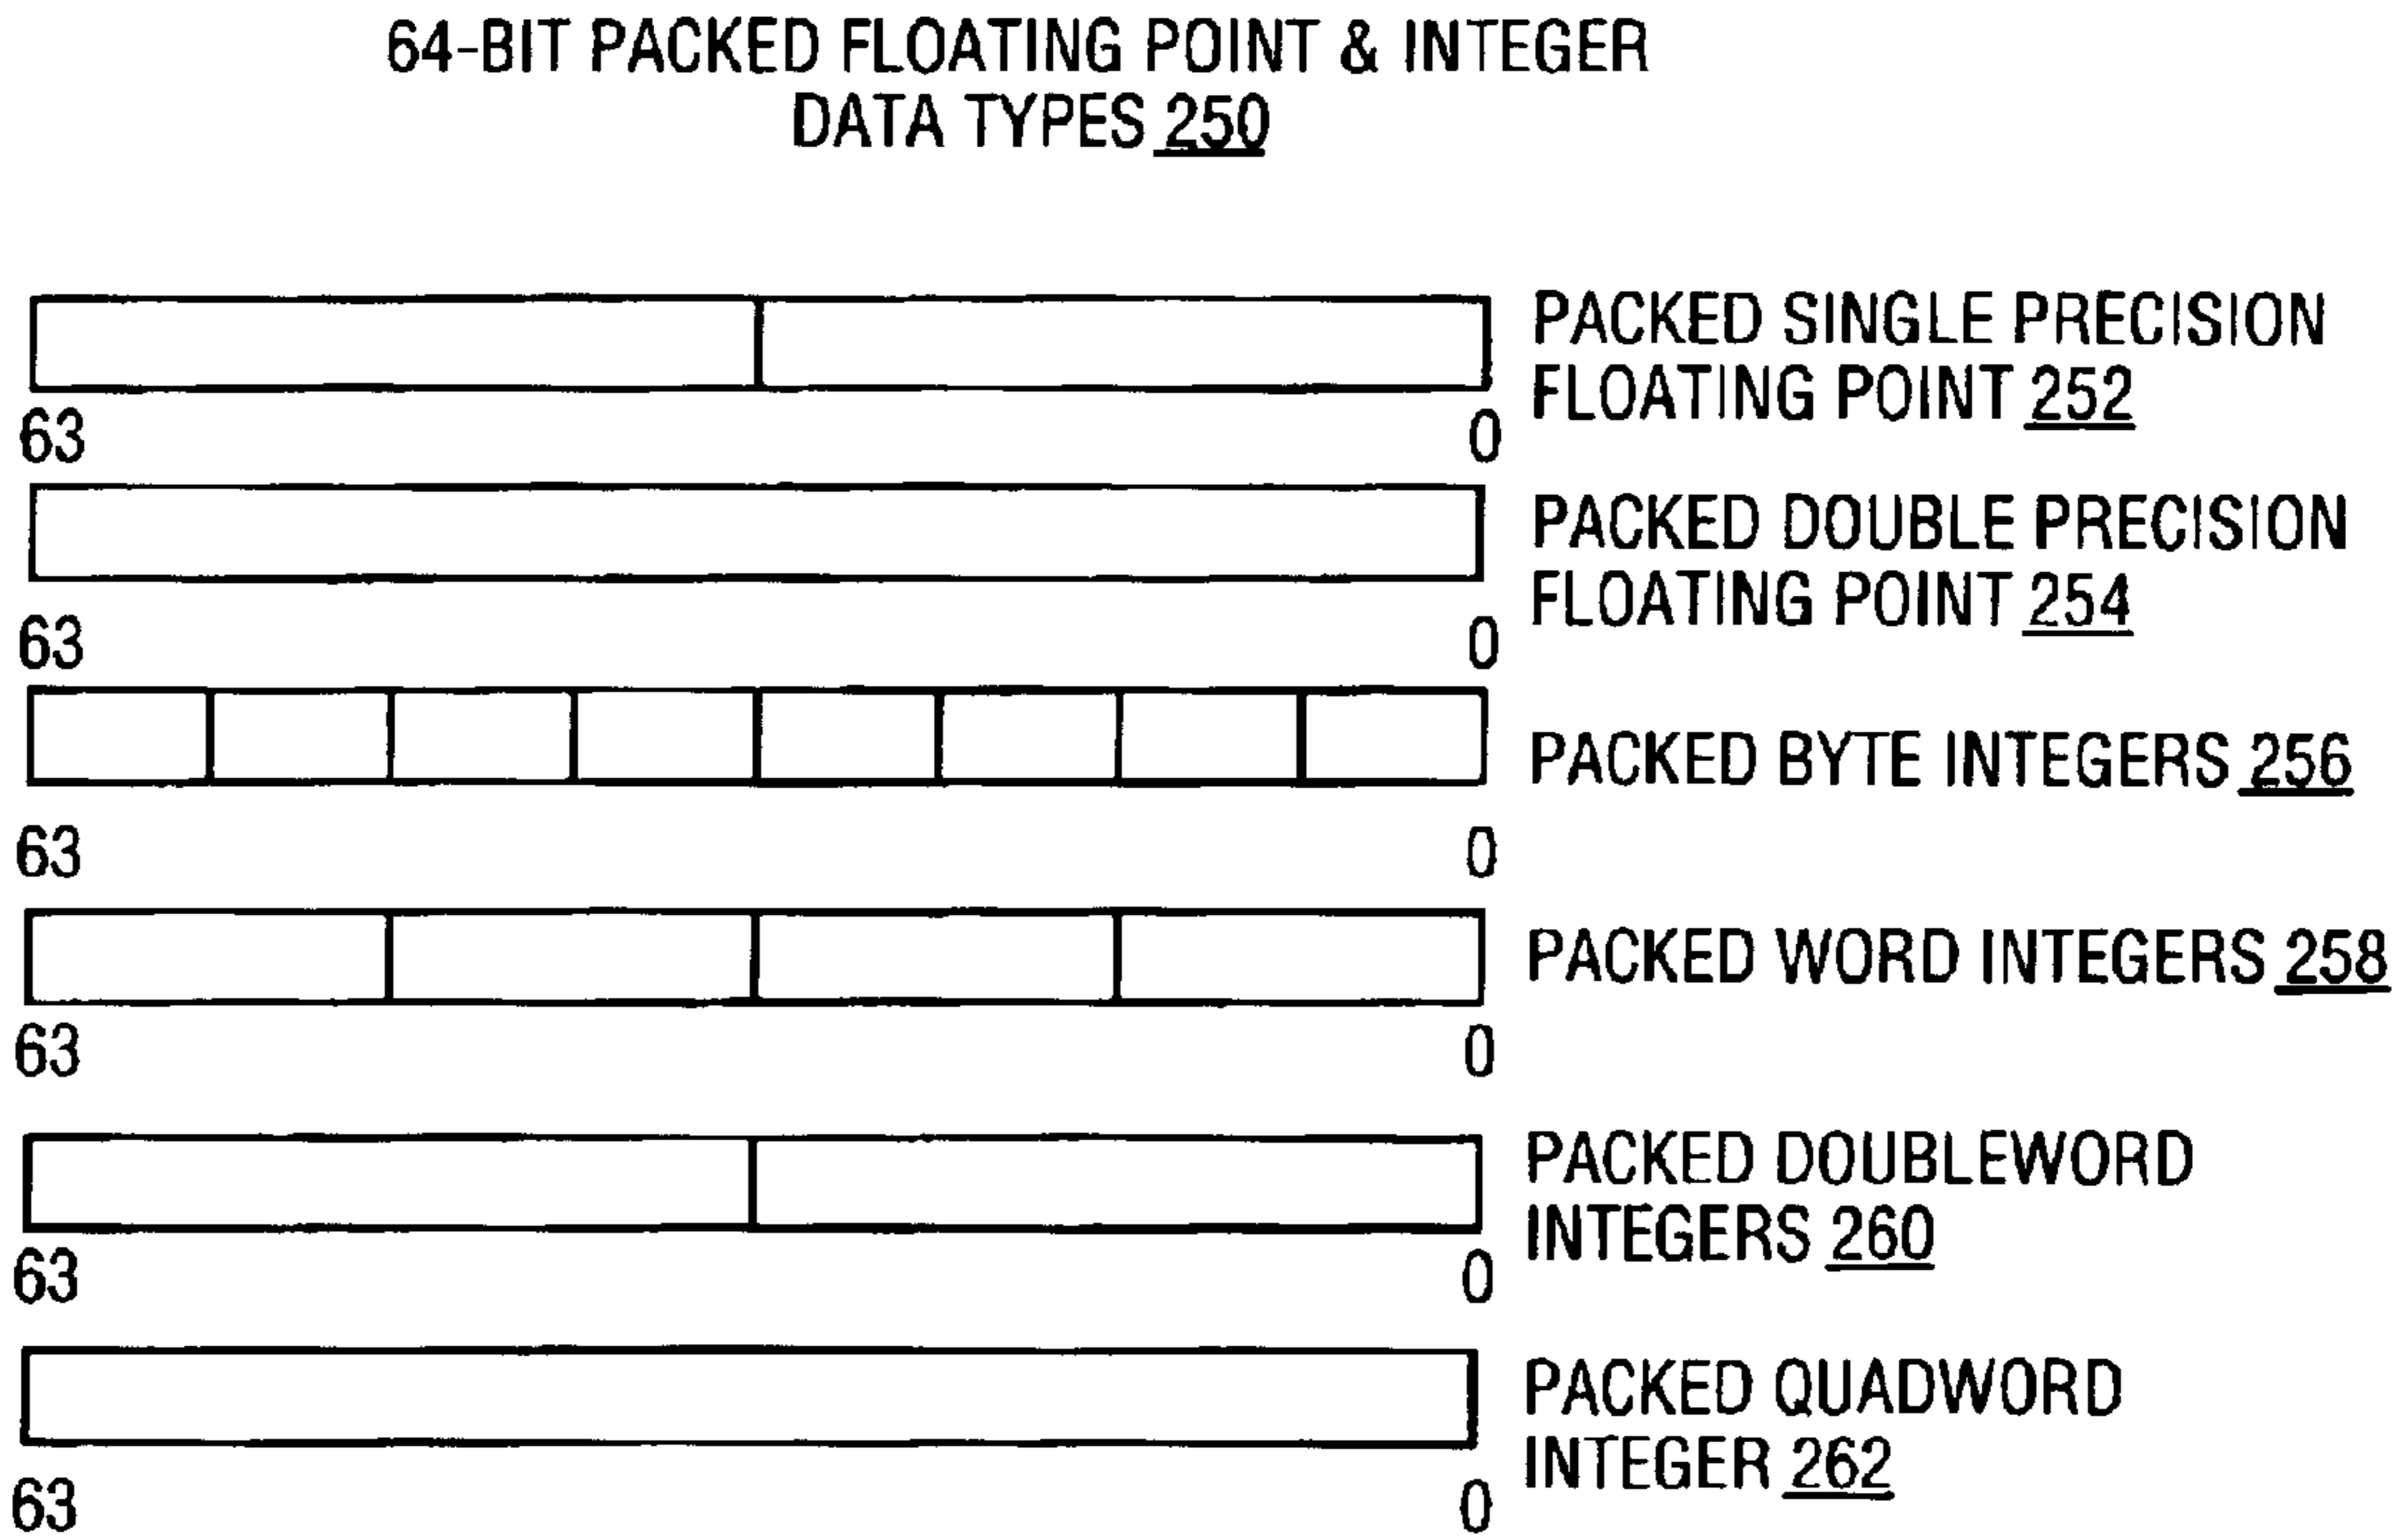 64-BIT PACKED FLOATING POINT & INTEGER
DATA TYPES 250
PACKED SINGLE PRECISION
FLOATING POINT 252
63 0
PACKED DOUBLE PRECISION
FLOATING POINT 254
63 0
PACKED BYTE INTEGERS 256
63 0
PACKED WORD INTEGERS 258
63 0
PACKED DOUBLEWORD
INTEGERS 260
63 0
PACKED QUADWORD
INTEGER 262
63 0